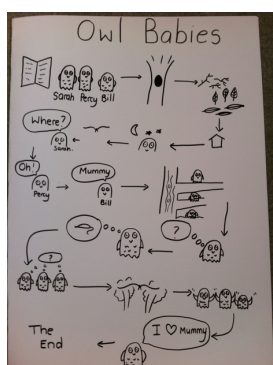 Owl Babies
Sarah Percy Bill
Where?
Sarah.
Oh!
Percy
Mummy
Bill
?
?
I ♡ Mummy
The
End